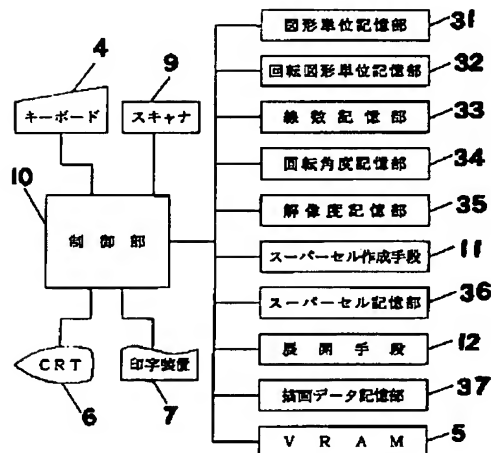 図形単位記憶部 31
4 9
回転図形単位記憶部 32
キーボード スキャナ
線数記憶部 33
10
回転角度記憶部 34
制御部
解像度記憶部 35
スーパーセル作成手段 11
スーパーセル記憶部 36
CRT 印字装置
展開手段 12
6 7
描画データ記憶部 37
VRAM 5